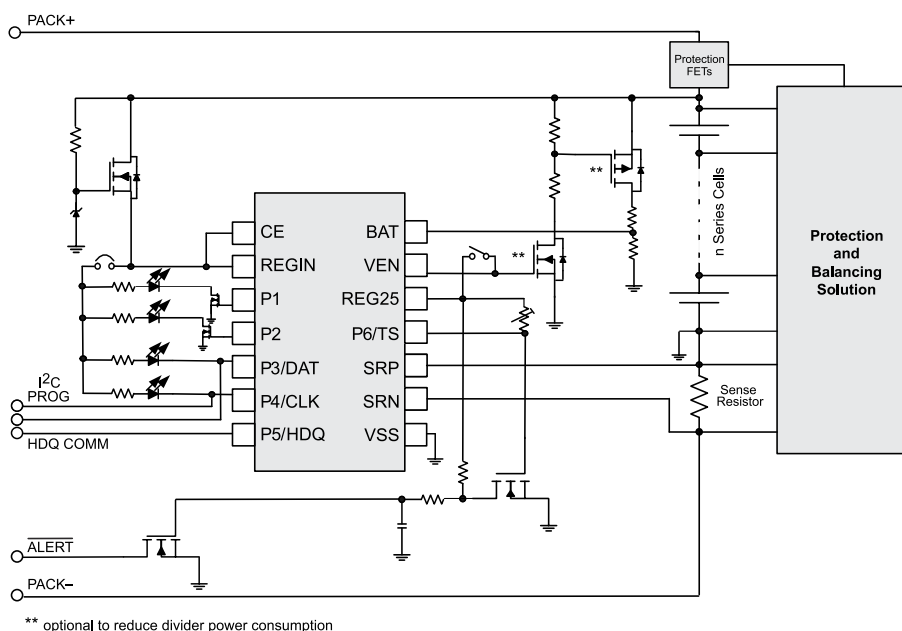 PACK+
Protection
FETs
**
n Series Cells
Protection
and
Balancing
Solution
CE
BAT
REGIN
VEN
**
P1
REG25
P2
P6/TS
P3/DAT
SRP
I2C
PROG
P4/CLK
SRN
Sense
Resistor
HDQ COMM
P5/HDQ
VSS
ALERT
PACK–
** optional to reduce divider power consumption